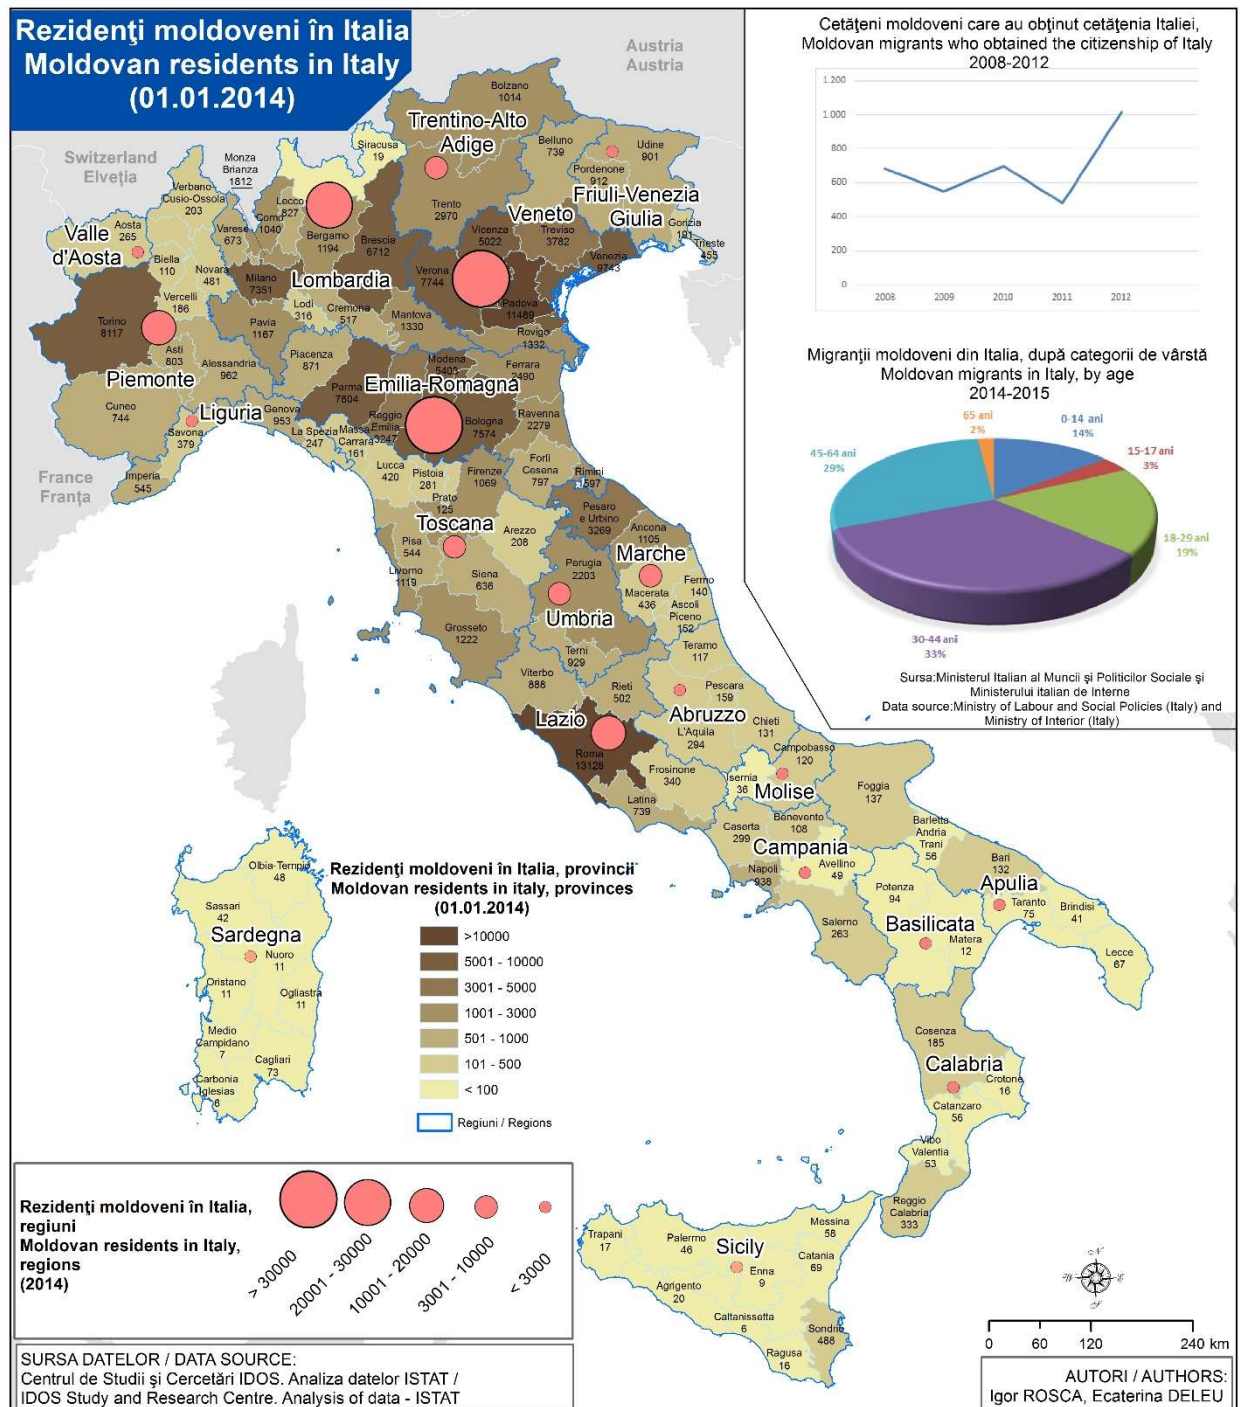 Rezidenţi moldoveni în Italia
Moldovan residents in Italy
(01.01.2014)
Austria
Austria
Switzerland
Elveţia
France
Franţa
Cetăţeni moldoveni care au obţinut cetăţenia Italiei,
Moldovan migrants who obtained the citizenship of Italy
2008-2012
1 200
1.000
800
600
400
200
0
2008
2009
2010
2011
2012
Migranţii moldoveni din Italia, după categorii de vârstă
Moldovan migrants in Italy, by age
2014-2015
65 ani
2%
0-14 ani
14%
15-17 ani
3%
18-29 ani
19%
30-44 ani
33%
45-64 ani
29%
Sursa:Ministerul Italian al Muncii şi Politicilor Sociale şi
Ministerului italian de Interne
Data source:Ministry of Labour and Social Policies (Italy) and
Ministry of Interior (Italy)
Bolzano
1014
Trentino-Alto
Adige
Trento
2970
Siracusa
19
Monza
Brianza
1812
Verbano
Cusio-Ossola
203
Valle
d'Aosta
Aosta
265
Biella
110
Varese
673
Como
1040
Lecco
827
Bergamo
1194
Brescia
6712
Lombardia
Novara
481
Milano
7351
Vercelli
186
Lodi
316
Cremona
517
Mantova
1330
Pavia
1167
Torino
8117
Asti
803
Alessandria
962
Piemonte
Cuneo
744
Belluno
739
Udine
901
Pordenone
912
Friuli-Venezia
Giulia
Gorizia
191
Trieste
455
Veneto
Vicenza
5022
Treviso
3782
Venezia
9743
Verona
7744
Padova
11489
Rovigo
1332
Piacenza
871
Parma
7604
Reggio
Emilia
3247
Modena
5403
Emilia-Romagna
Ferrara
2490
Bologna
7574
Ravenna
2279
Forli
Cesena
797
Rimini
1597
Liguria
Genova
953
Savona
379
Imperia
545
La Spezia
247
Massa
Carrara
161
Lucca
420
Pistoia
281
Firenze
1069
Prato
125
Toscana
Arezzo
208
Pisa
544
Livorno
1119
Siena
636
Grosseto
1222
Pesaro
e Urbino
3269
Ancona
1105
Marche
Macerata
436
Fermo
140
Ascoli
Piceno
152
Perugia
2203
Umbria
Terni
929
Viterbo
888
Rieti
502
Lazio
Roma
13128
Frosinone
340
Latina
739
Teramo
117
Pescara
159
Abruzzo
L'Aquila
294
Chieti
131
Campobasso
120
Isernia
36
Molise
Foggia
137
Caserta
299
Benevento
108
Campania
Napoli
938
Avellino
49
Salerno
263
Barletta
Andria
Trani
56
Bari
132
Apulia
Taranto
75
Brindisi
41
Lecce
67
Potenza
94
Basilicata
Matera
12
Cosenza
185
Calabria
Crotone
16
Catanzaro
56
Vibo
Valentia
53
Reggio
Calabria
333
Messina
58
Trapani
17
Palermo
46
Sicily
Catania
69
Enna
9
Agrigento
20
Caltanissetta
6
Ragusa
16
Sondrio
488
Olbia-Tempio
48
Sassari
42
Sardegna
Nuoro
11
Oristano
11
Ogliastra
11
Medio
Campidano
7
Cagliari
73
Carbonia
Iglesias
6
Rezidenţi moldoveni în Italia, provincii
Moldovan residents in italy, provinces
(01.01.2014)
>10000
5001 - 10000
3001 - 5000
1001 - 3000
501 - 1000
101 - 500
< 100
Regiuni / Regions
Rezidenţi moldoveni în Italia,
regiuni
Moldovan residents in Italy,
regions
(2014)
> 30000
20001 - 30000
10001 - 20000
3001 - 10000
< 3000
N
W
E
S
0
60
120
240 km
SURSA DATELOR / DATA SOURCE:
Centrul de Studii şi Cercetări IDOS. Analiza datelor ISTAT /
IDOS Study and Research Centre. Analysis of data - ISTAT
AUTORI / AUTHORS:
Igor ROSCA, Ecaterina DELEU